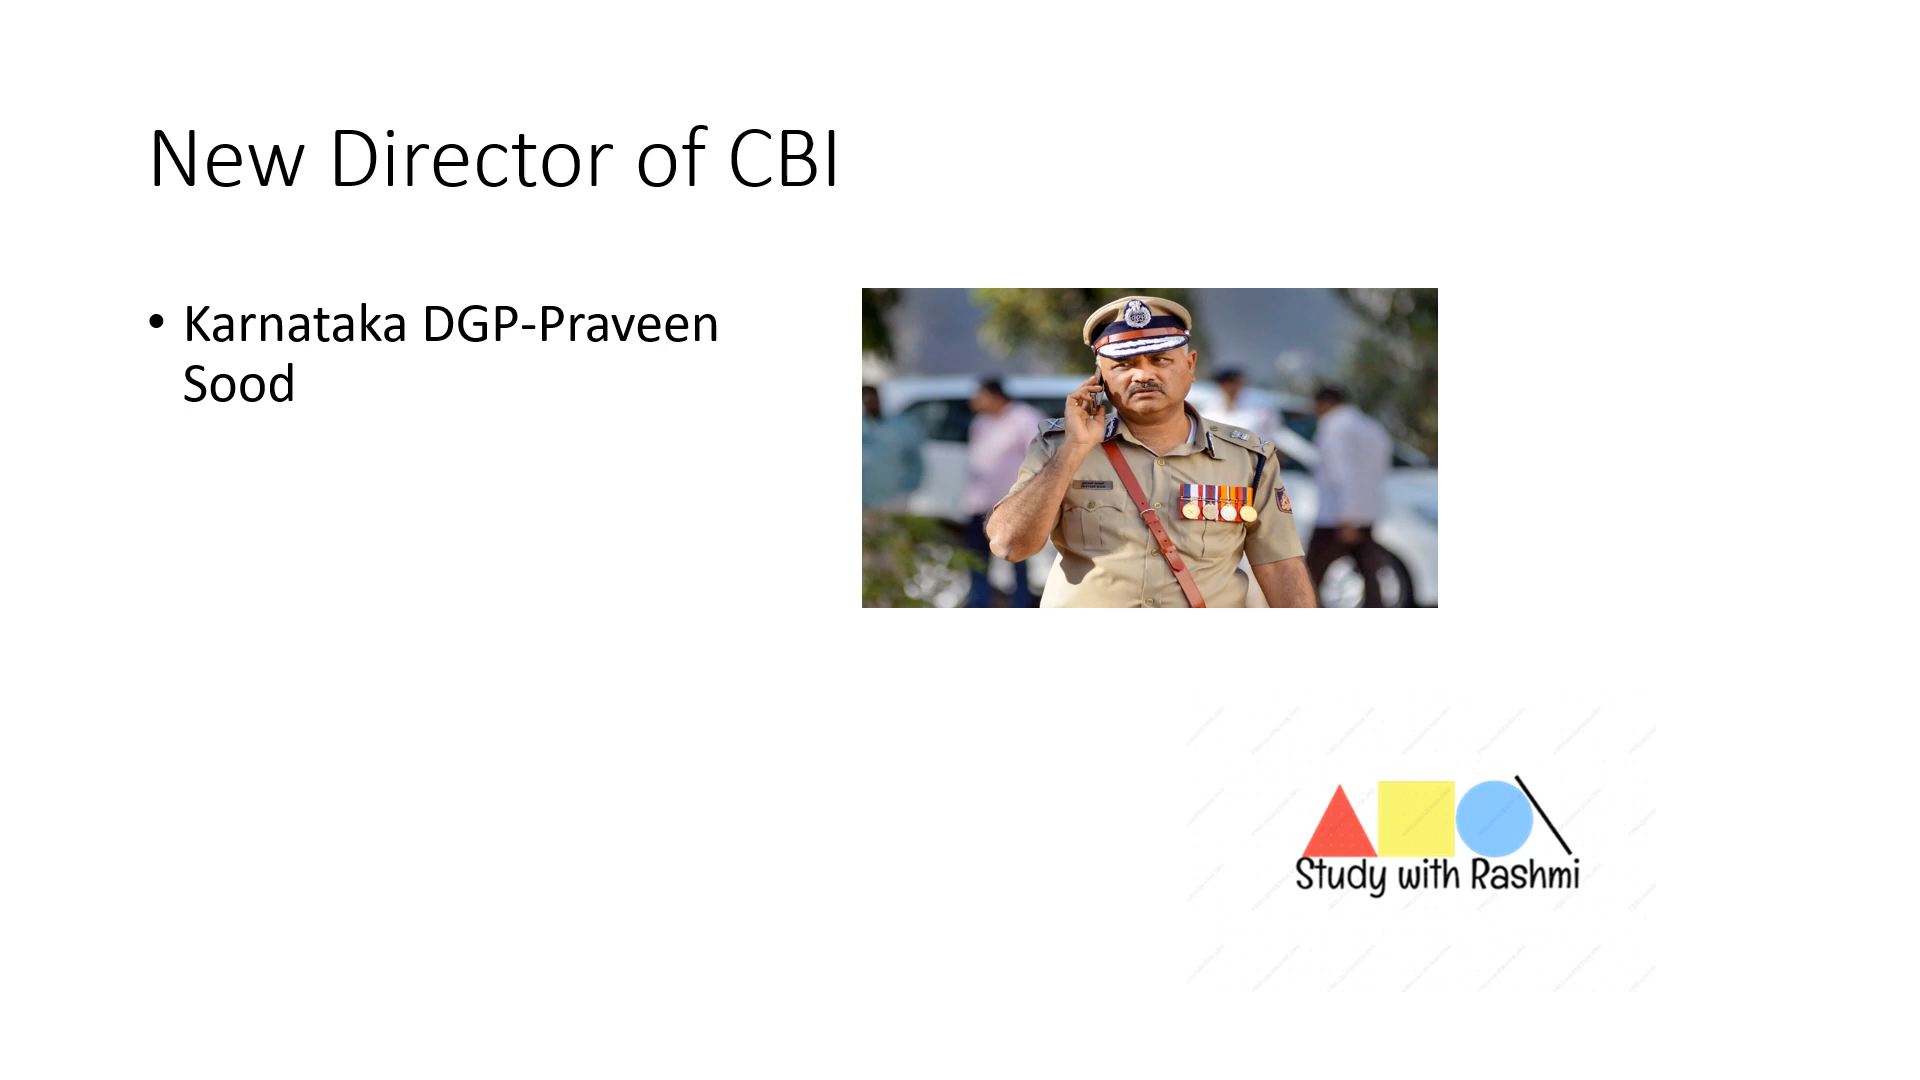 New Director of CBI
• Karnataka DGP-Praveen
Sood
Study with Rashmi